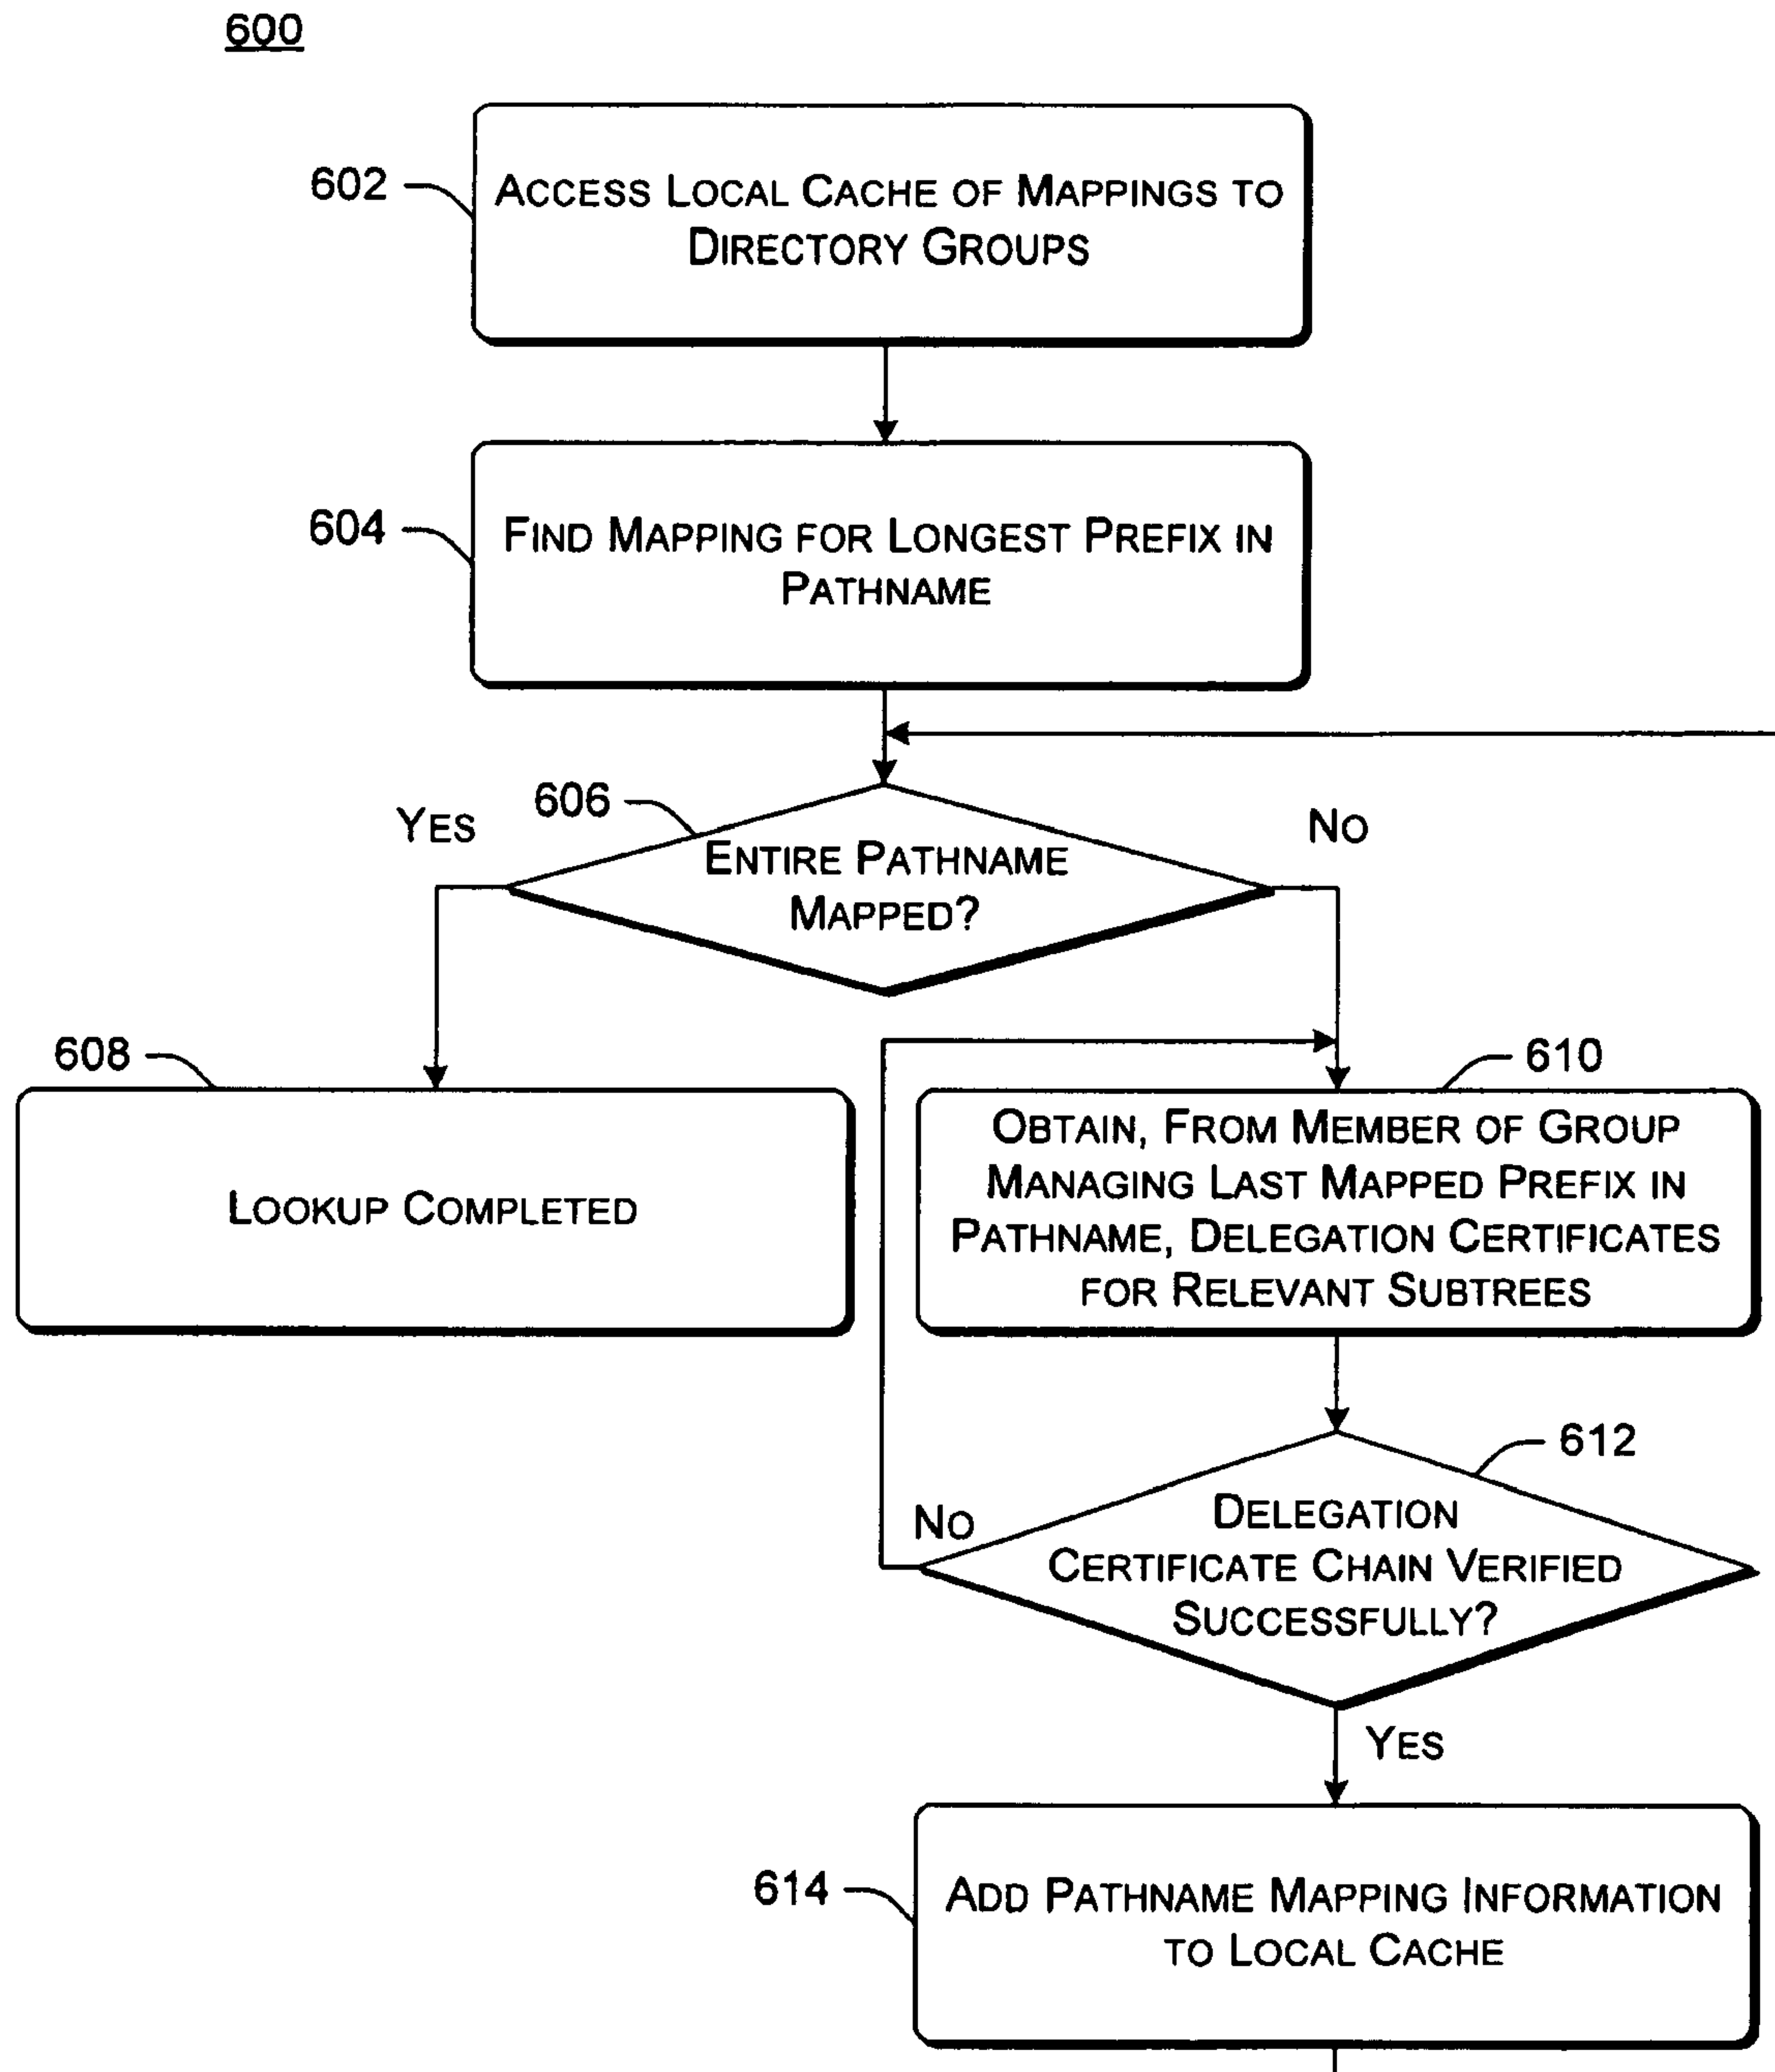 600
602
ACCESS LOCAL CACHE OF MAPPINGS TO
DIRECTORY GROUPS
604
FIND MAPPING FOR LONGEST PREFIX IN
PATHNAME
606
YES
NO
ENTIRE PATHNAME
MAPPED?
608
LOOKUP COMPLETED
610
OBTAIN, FROM MEMBER OF GROUP
MANAGING LAST MAPPED PREFIX IN
PATHNAME, DELEGATION CERTIFICATES
FOR RELEVANT SUBTREES
612
NO
DELEGATION
CERTIFICATE CHAIN VERIFIED
SUCCESSFULLY?
YES
614
ADD PATHNAME MAPPING INFORMATION
TO LOCAL CACHE